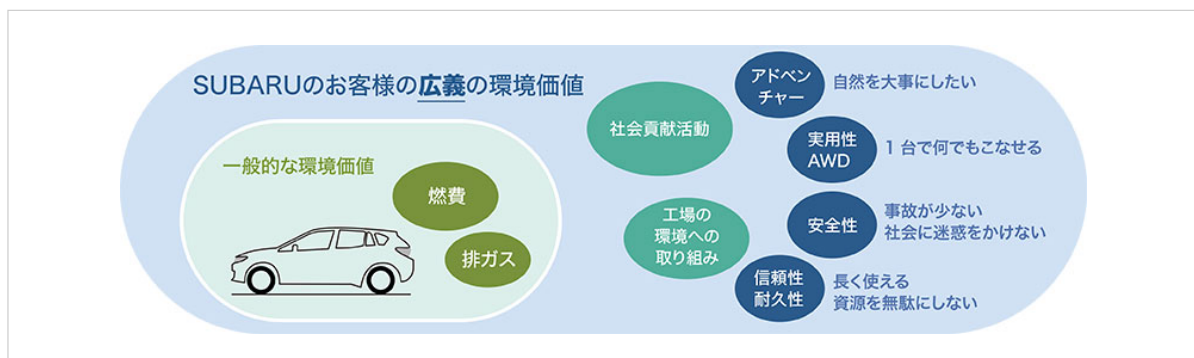 SUBARUのお客様の広義の環境価値
一般的な環境価値
燃費
排ガス
社会貢献活動
工場の
環境への
取り組み
アドベン
チャー
自然を大事にしたい
実用性
AWD
1台で何でもこなせる
安全性
事故が少ない
社会に迷惑をかけない
信頼性
耐久性
長く使える
資源を無駄にしない